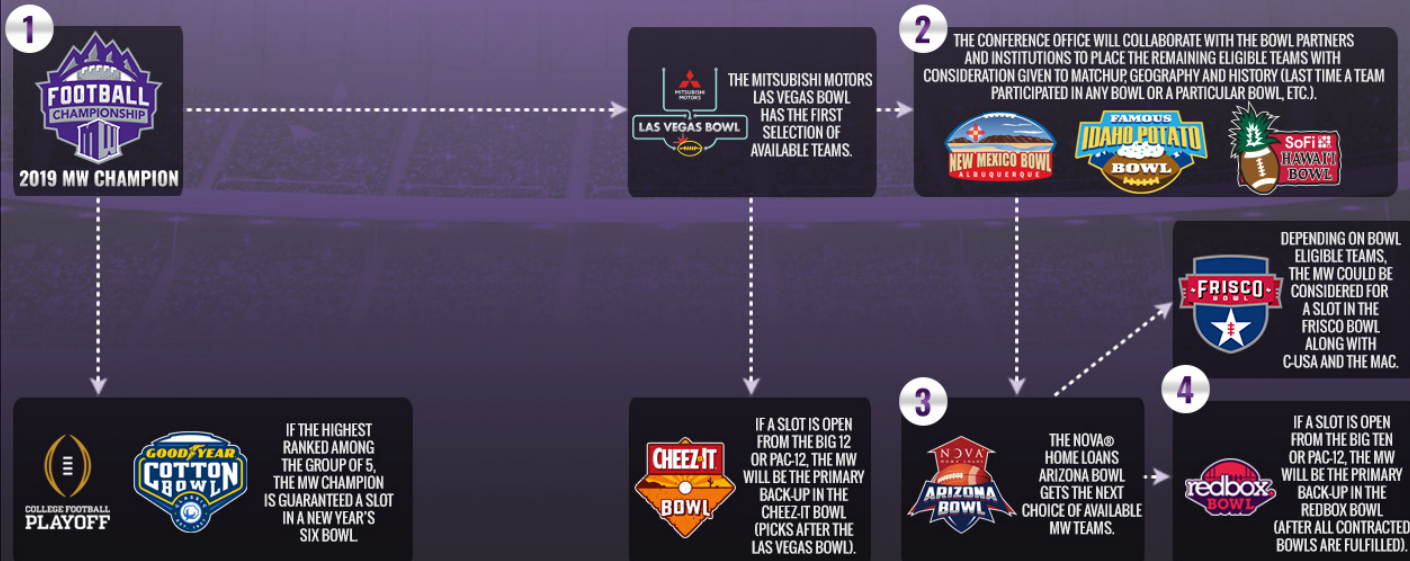 1
FOOTBALL
CHAMPIONSHIP
MW
2019 MW CHAMPION
MITSUBISHI
MOTORS
LAS VEGAS BOWL
THE MITSUBISHI MOTORS
LAS VEGAS BOWL
HAS THE FIRST
SELECTION OF
AVAILABLE TEAMS.
2
THE CONFERENCE OFFICE WILL COLLABORATE WITH THE BOWL PARTNERS
AND INSTITUTIONS TO PLACE THE REMAINING ELIGIBLE TEAMS WITH
CONSIDERATION GIVEN TO MATCHUP, GEOGRAPHY AND HISTORY (LAST TIME A TEAM
PARTICIPATED IN ANY BOWL OR A PARTICULAR BOWL, ETC.).
NEW MEXICO BOWL
ALBUQUERQUE
FAMOUS
IDAHO POTATO
BOWL
SoFi
HAWAI'I
BOWL
FRISCO
BOWL
DEPENDING ON BOWL
ELIGIBLE TEAMS,
THE MW COULD BE
CONSIDERED FOR
A SLOT IN THE
FRISCO BOWL
ALONG WITH
C-USA AND THE MAC.
COLLEGE FOOTBALL
PLAYOFF
GOODYEAR
COTTON
BOWL
CLASSIC
IF THE HIGHEST
RANKED AMONG
THE GROUP OF 5,
THE MW CHAMPION
IS GUARANTEED A SLOT
IN A NEW YEAR'S
SIX BOWL.
CHEEZ-IT
BOWL
IF A SLOT IS OPEN
FROM THE BIG 12
OR PAC-12, THE MW
WILL BE THE PRIMARY
BACK-UP IN THE
CHEEZ-IT BOWL
(PICKS AFTER THE
LAS VEGAS BOWL).
3
NOVA
HOME LOANS
ARIZONA
BOWL
THE NOVA®
HOME LOANS
ARIZONA BOWL
GETS THE NEXT
CHOICE OF AVAILABLE
MW TEAMS.
4
redbox
BOWL
IF A SLOT IS OPEN
FROM THE BIG TEN
OR PAC-12, THE MW
WILL BE THE PRIMARY
BACK-UP IN THE
REDBOX BOWL
(AFTER ALL CONTRACTED
BOWLS ARE FULFILLED).